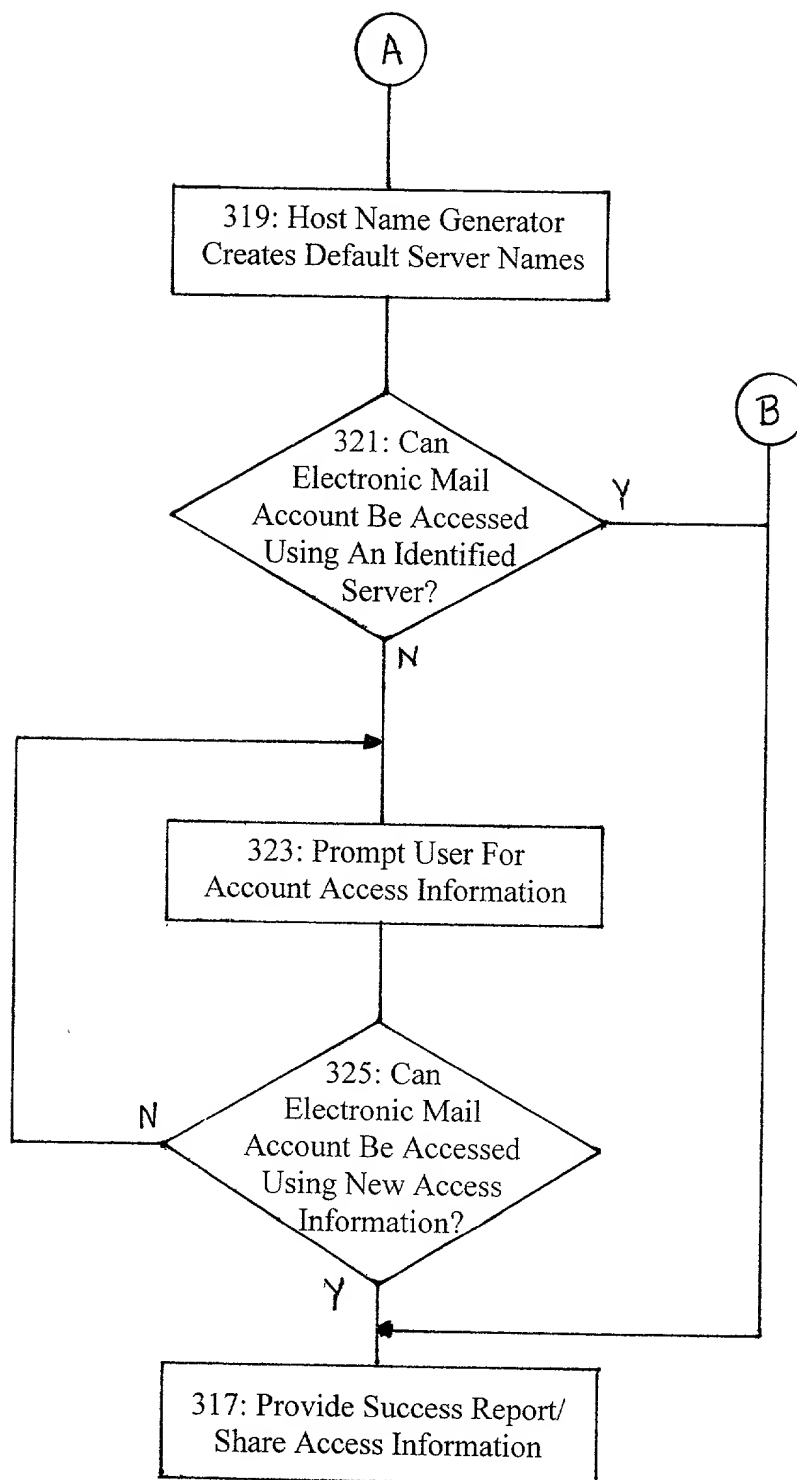 A
319: Host Name Generator
Creates Default Server Names
B
321: Can
Electronic Mail
Account Be Accessed
Using An Identified
Server?
Y
N
323: Prompt User For
Account Access Information
325: Can
Electronic Mail
Account Be Accessed
Using New Access
Information?
N
Y
317: Provide Success Report/
Share Access Information